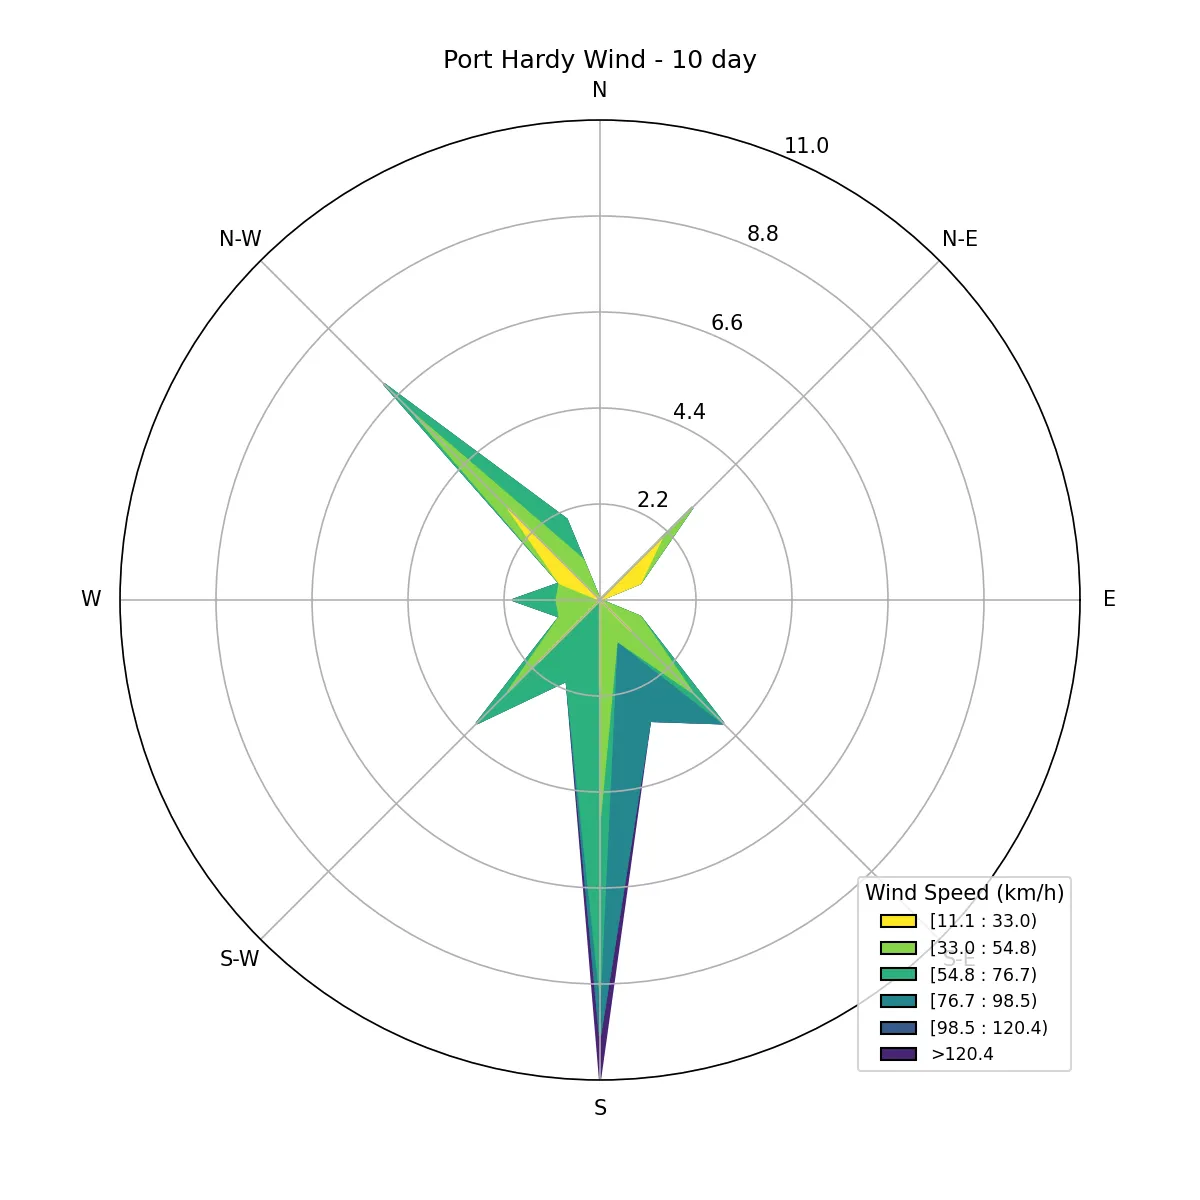 Port Hardy Wind - 10 day
N
11.0
N-W
8.8
N-E
6.6
4.4
2.2
W
E
Wind Speed (km/h)
[11.1 : 33.0)
[33.0 : 54.8)
S-W
S-E
[54.8 : 76.7)
[76.7 : 98.5)
[98.5 : 120.4)
>120.4
S